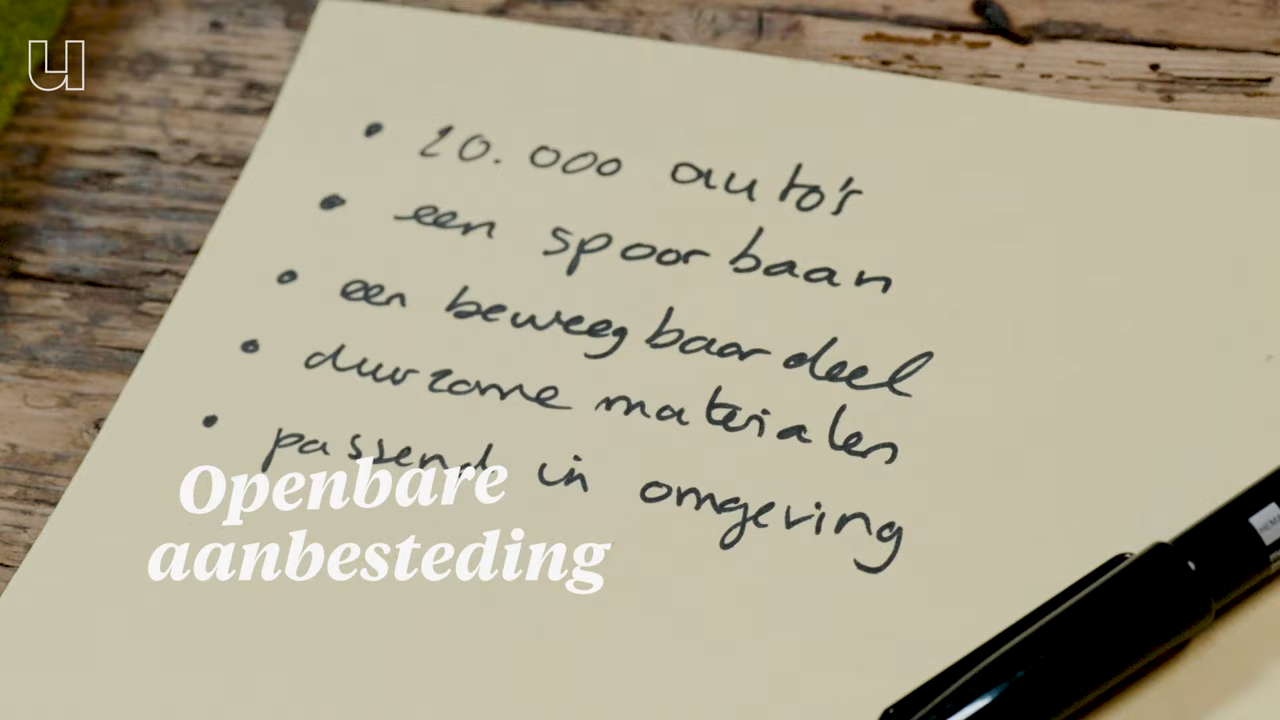 u
20.000 auto's
een spoorbaan
een beweegbaar deel
duurzame materialen
passend in omgeving
Openbare
aanbesteding